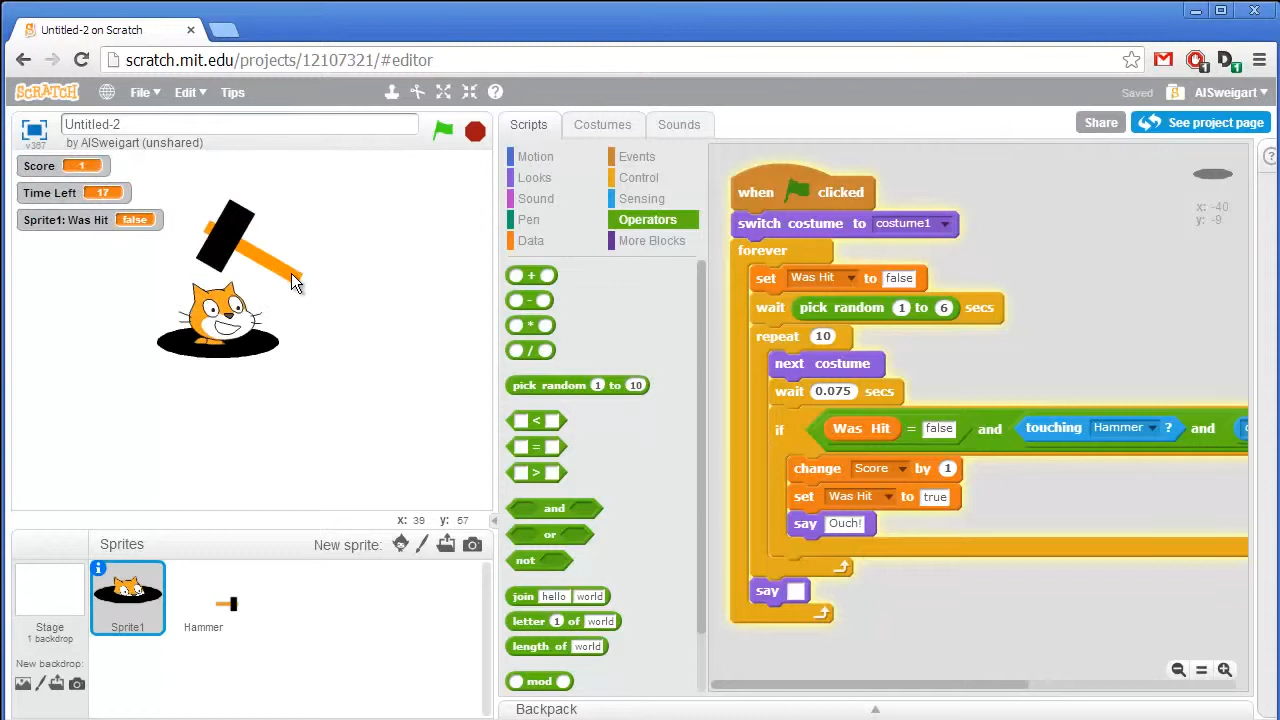 Untitled-2 on Scratch
scratch.mit.edu/projects/12107321/#editor
1
1
SCRATCH
File
Edit
Tips
Saved
AlSweigart
v387
Untitled-2
by AlSweigart (unshared)
Share
See project page
Score 1
Time Left 17
Sprite1: Was Hit false
x: 39 y: 67
Sprites
New sprite:
Stage
1 backdrop
New backdrop:
Sprite1
Hammer
Scripts
Costumes
Sounds
Motion
Looks
Sound
Pen
Data
Events
Control
Sensing
Operators
More Blocks
+
-
*
/
pick random 1 to 10
<
=
>
and
or
not
join hello world
letter 1 of world
length of world
mod
when clicked
switch costume to costume1
forever
set Was Hit to false
wait pick random 1 to 6 secs
repeat 10
next costume
wait 0.075 secs
if Was Hit = false and touching Hammer ? and
change Score by 1
set Was Hit to true
say Ouch!
say
x: -40
y: -9
Backpack